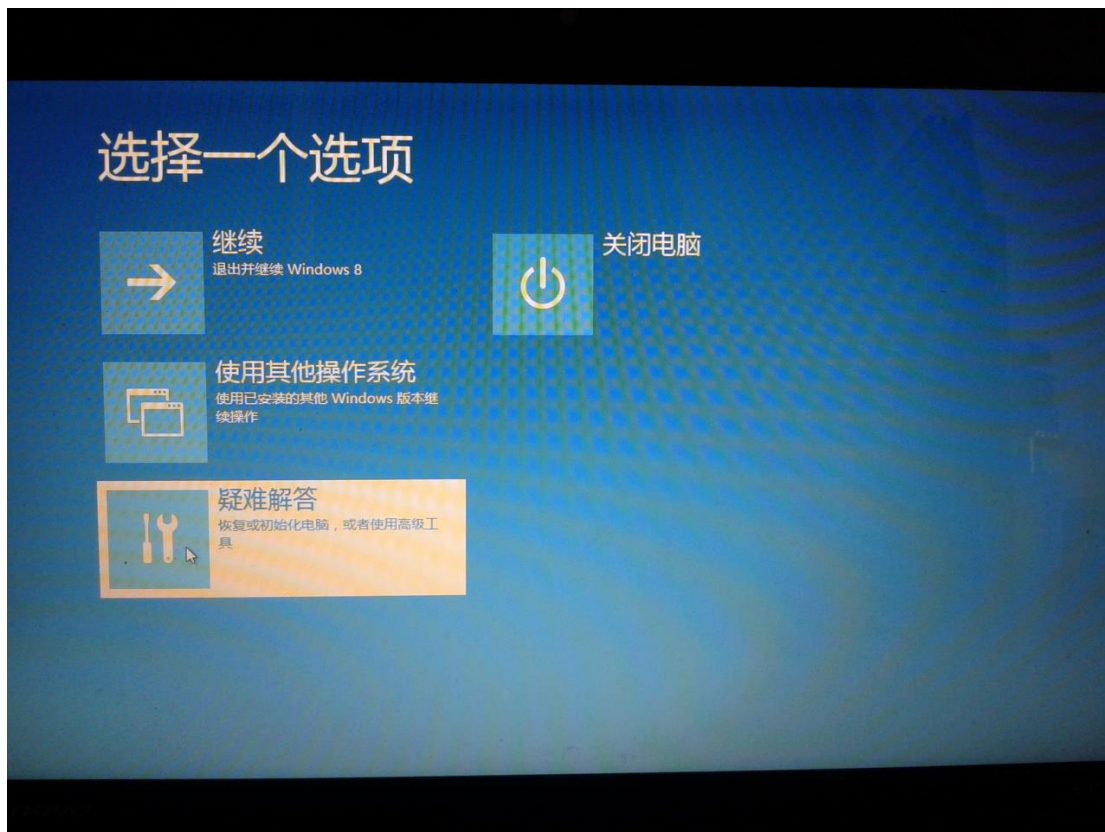 选择一个选项
继续
退出并继续 Windows 8
关闭电脑
使用其他操作系统
使用已安装的其他 Windows 版本继
续操作
疑难解答
恢复或初始化电脑，或者使用高级工
具